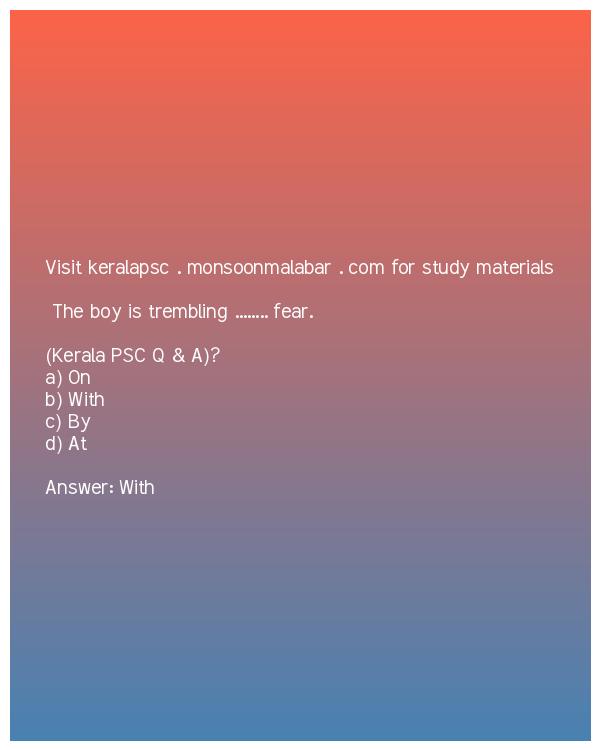 Visit keralapsc . monsoonmalabar . com for study materials
The boy is trembling ........ fear.
(Kerala PSC Q & A)?
a) On
b) With
c) By
d) At
Answer: With